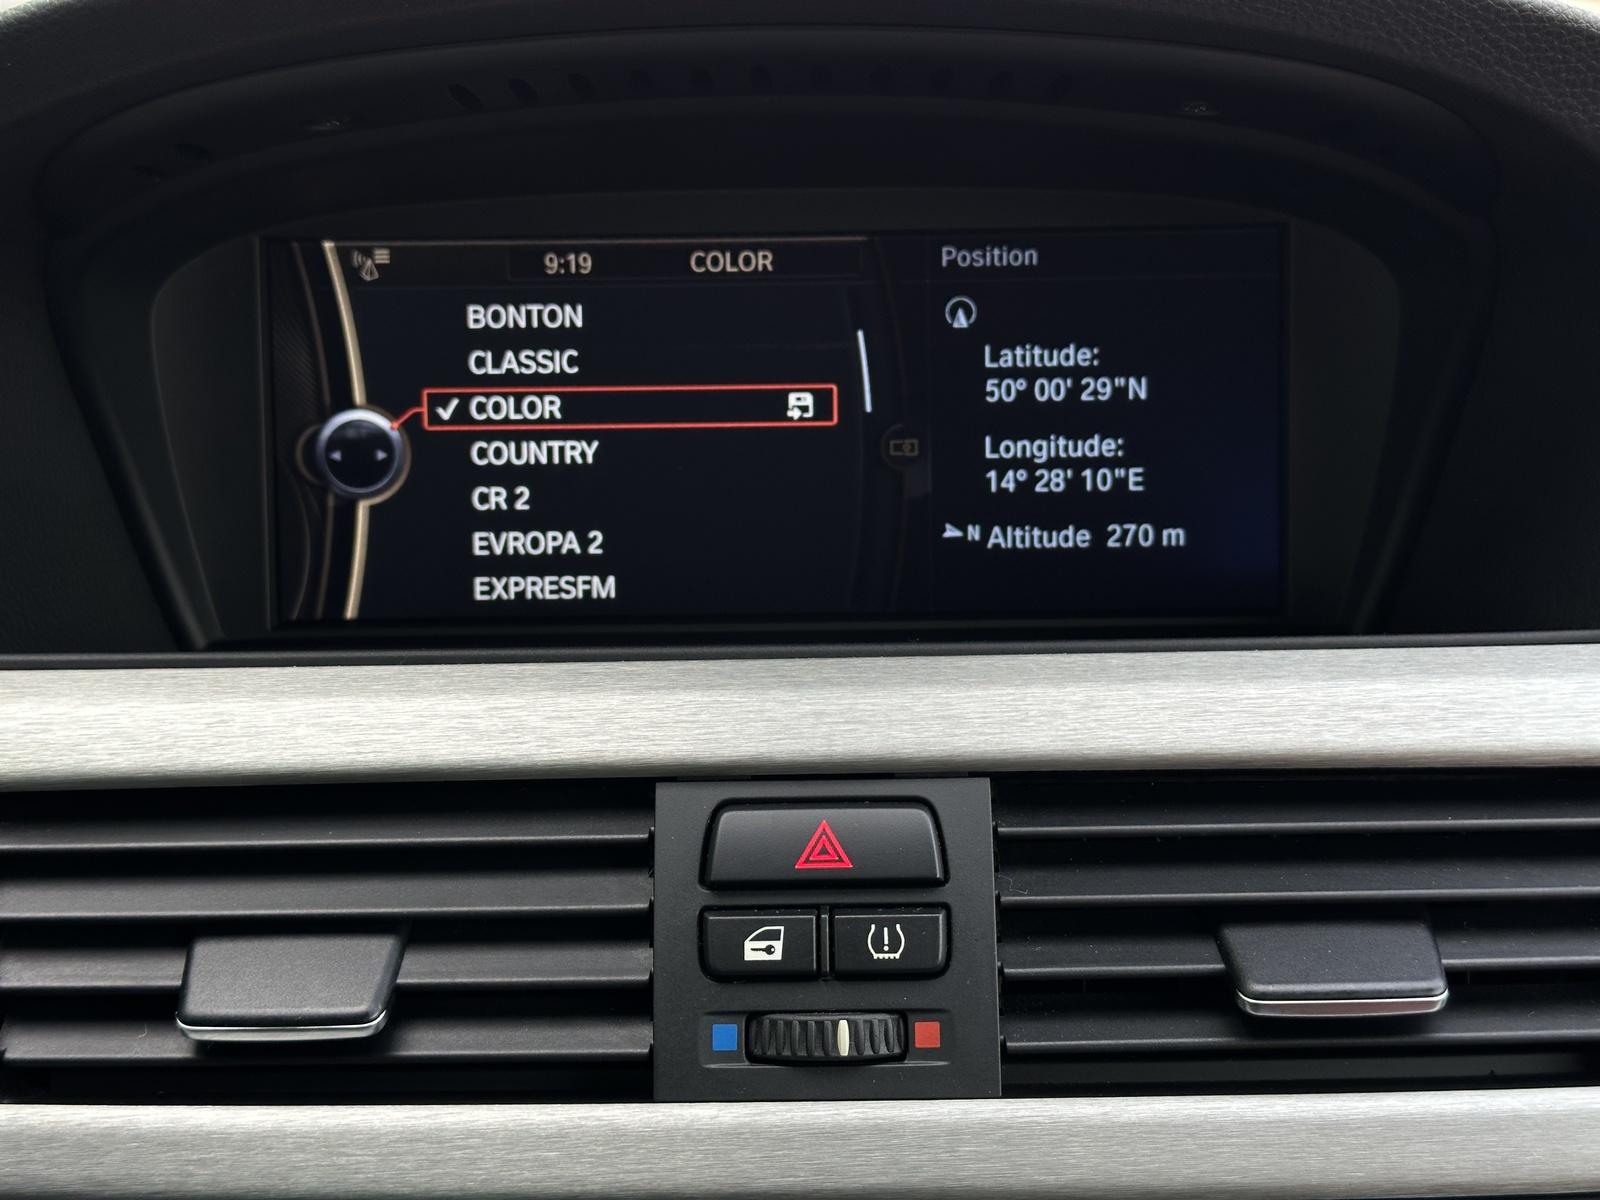 9:19 COLOR
BONTON
CLASSIC
COLOR
COUNTRY
CR 2
EVROPA 2
EXPRESFM
Position
Latitude:
50° 00' 29"N
Longitude:
14° 28' 10"E
N Altitude 270 m